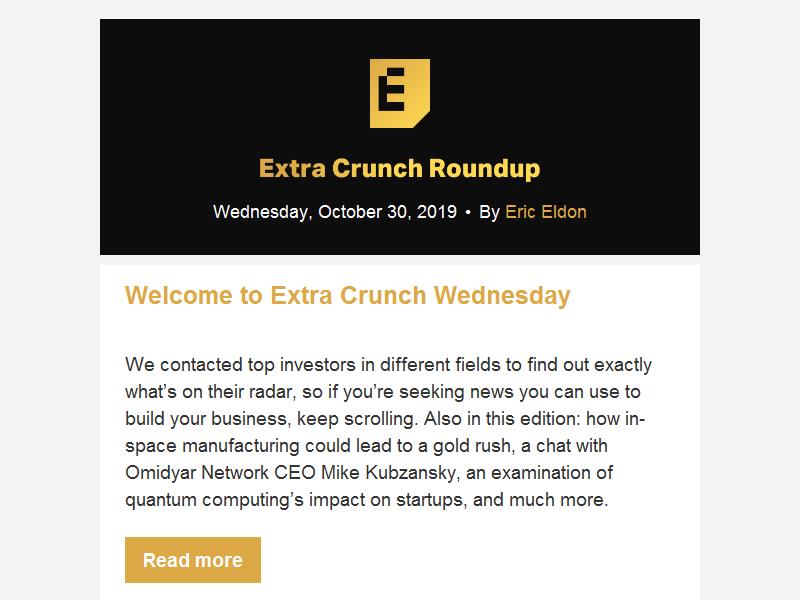 E
Extra Crunch Roundup
Wednesday, October 30, 2019 • By Eric Eldon
Welcome to Extra Crunch Wednesday
We contacted top investors in different fields to find out exactly
what’s on their radar, so if you’re seeking news you can use to
build your business, keep scrolling. Also in this edition: how in-
space manufacturing could lead to a gold rush, a chat with
Omidyar Network CEO Mike Kubzansky, an examination of
quantum computing’s impact on startups, and much more.
Read more